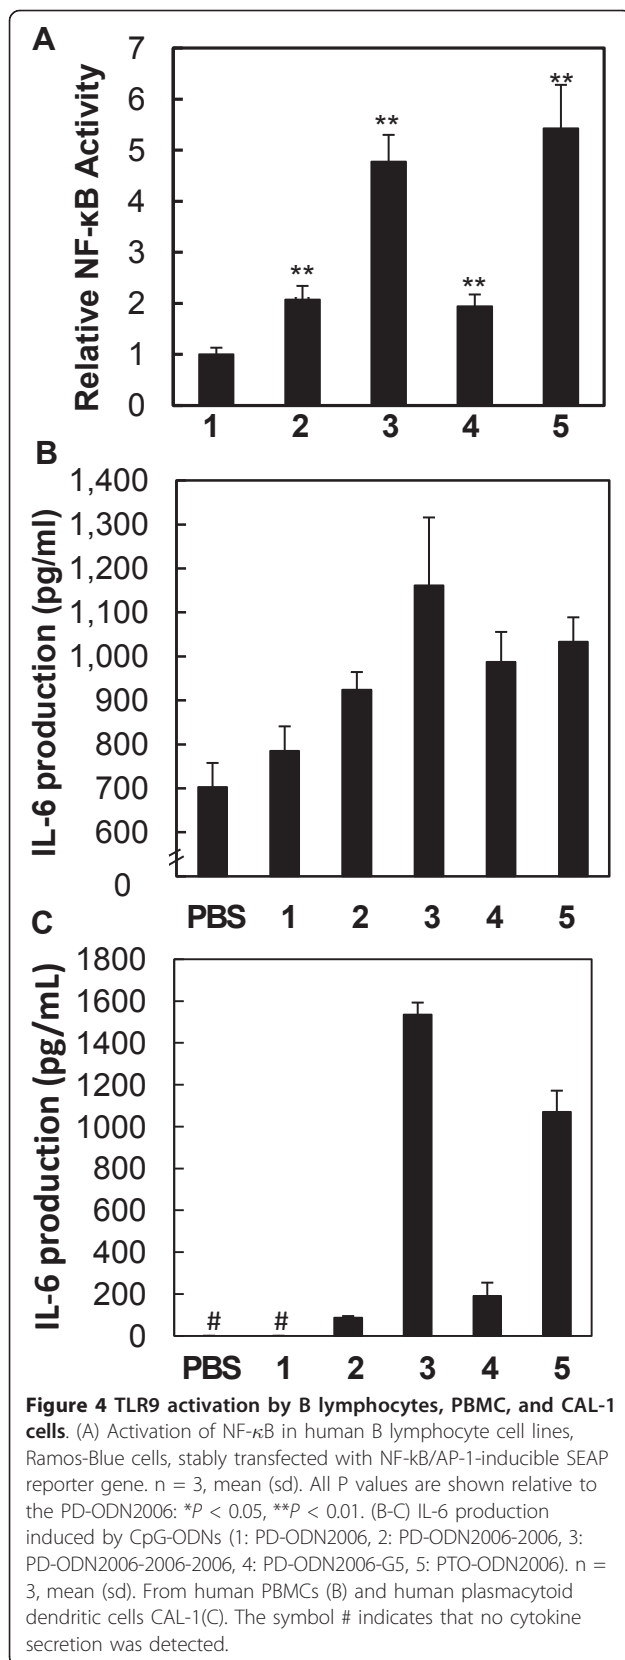 A
7
6
5
4
3
2
1
0
Relative NF-κB Activity
**
**
**
**
1 2 3 4 5
B
1,400
1,300
1,200
1,100
1,000
900
800
700
600
0
IL-6 production (pg/ml)
PBS 1 2 3 4 5
C
1800
1600
1400
1200
1000
800
600
400
200
0
IL-6 production (pg/mL)
# #
PBS 1 2 3 4 5
Figure 4 TLR9 activation by B lymphocytes, PBMC, and CAL-1
cells. (A) Activation of NF-κB in human B lymphocyte cell lines,
Ramos-Blue cells, stably transfected with NF-kB/AP-1-inducible SEAP
reporter gene. n = 3, mean (sd). All P values are shown relative to
the PD-ODN2006: *P < 0.05, **P < 0.01. (B-C) IL-6 production
induced by CpG-ODNs (1: PD-ODN2006, 2: PD-ODN2006-2006, 3:
PD-ODN2006-2006-2006, 4: PD-ODN2006-G5, 5: PTO-ODN2006). n =
3, mean (sd). From human PBMCs (B) and human plasmacytoid
dendritic cells CAL-1(C). The symbol # indicates that no cytokine
secretion was detected.